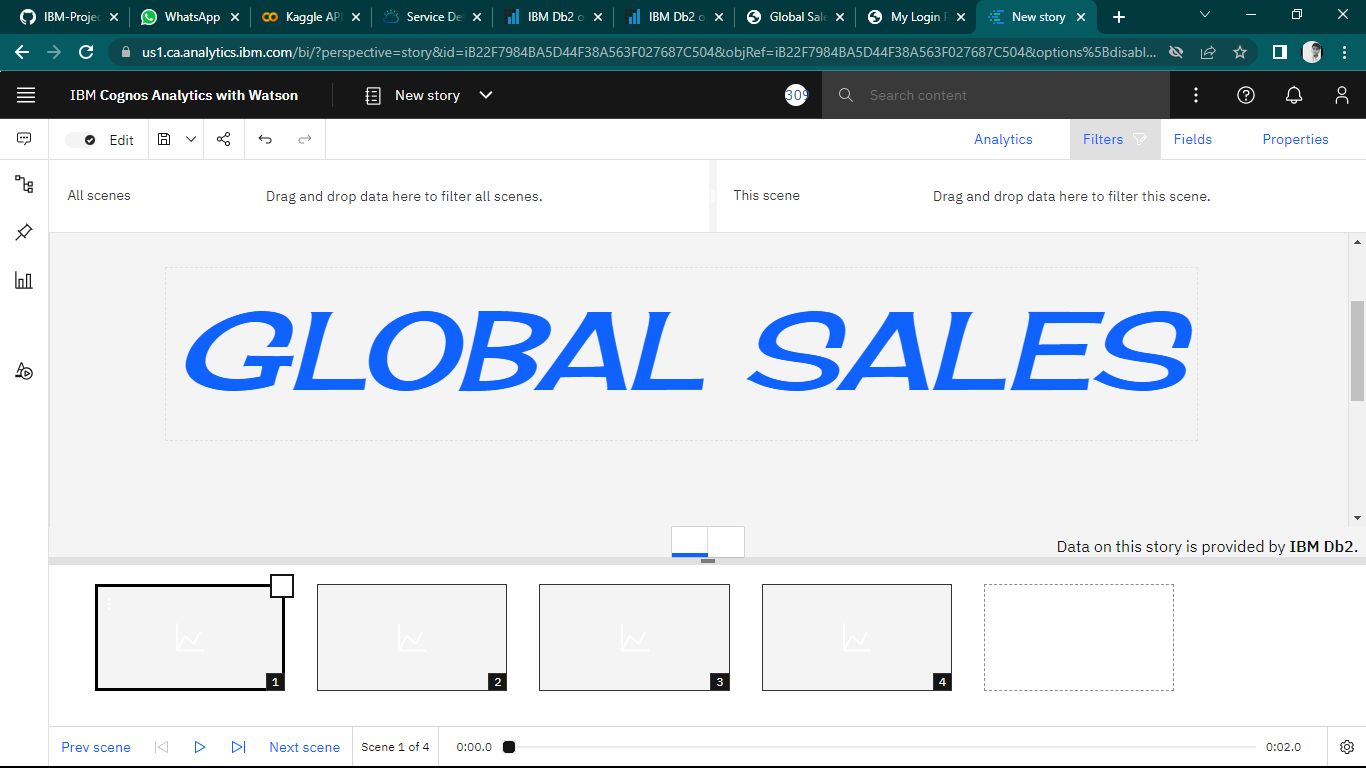 IBM-Projec
WhatsApp
Kaggle API
Service De
IBM Db2 o
IBM Db2 o
Global Sale
My Login P
New story
us1.ca.analytics.ibm.com/bi/?perspective=story&id=iB22F7984BA5D44F38A563F027687C504&objRef=iB22F7984BA5D44F38A563F027687C504&options%5Bdisabl...
IBM Cognos Analytics with Watson
New story
309
Search content
Edit
Analytics
Filters
Fields
Properties
All scenes
Drag and drop data here to filter all scenes.
This scene
Drag and drop data here to filter this scene.
GLOBAL SALES
Data on this story is provided by IBM Db2.
1
2
3
4
Prev scene
Next scene
Scene 1 of 4
0:00.0
0:02.0